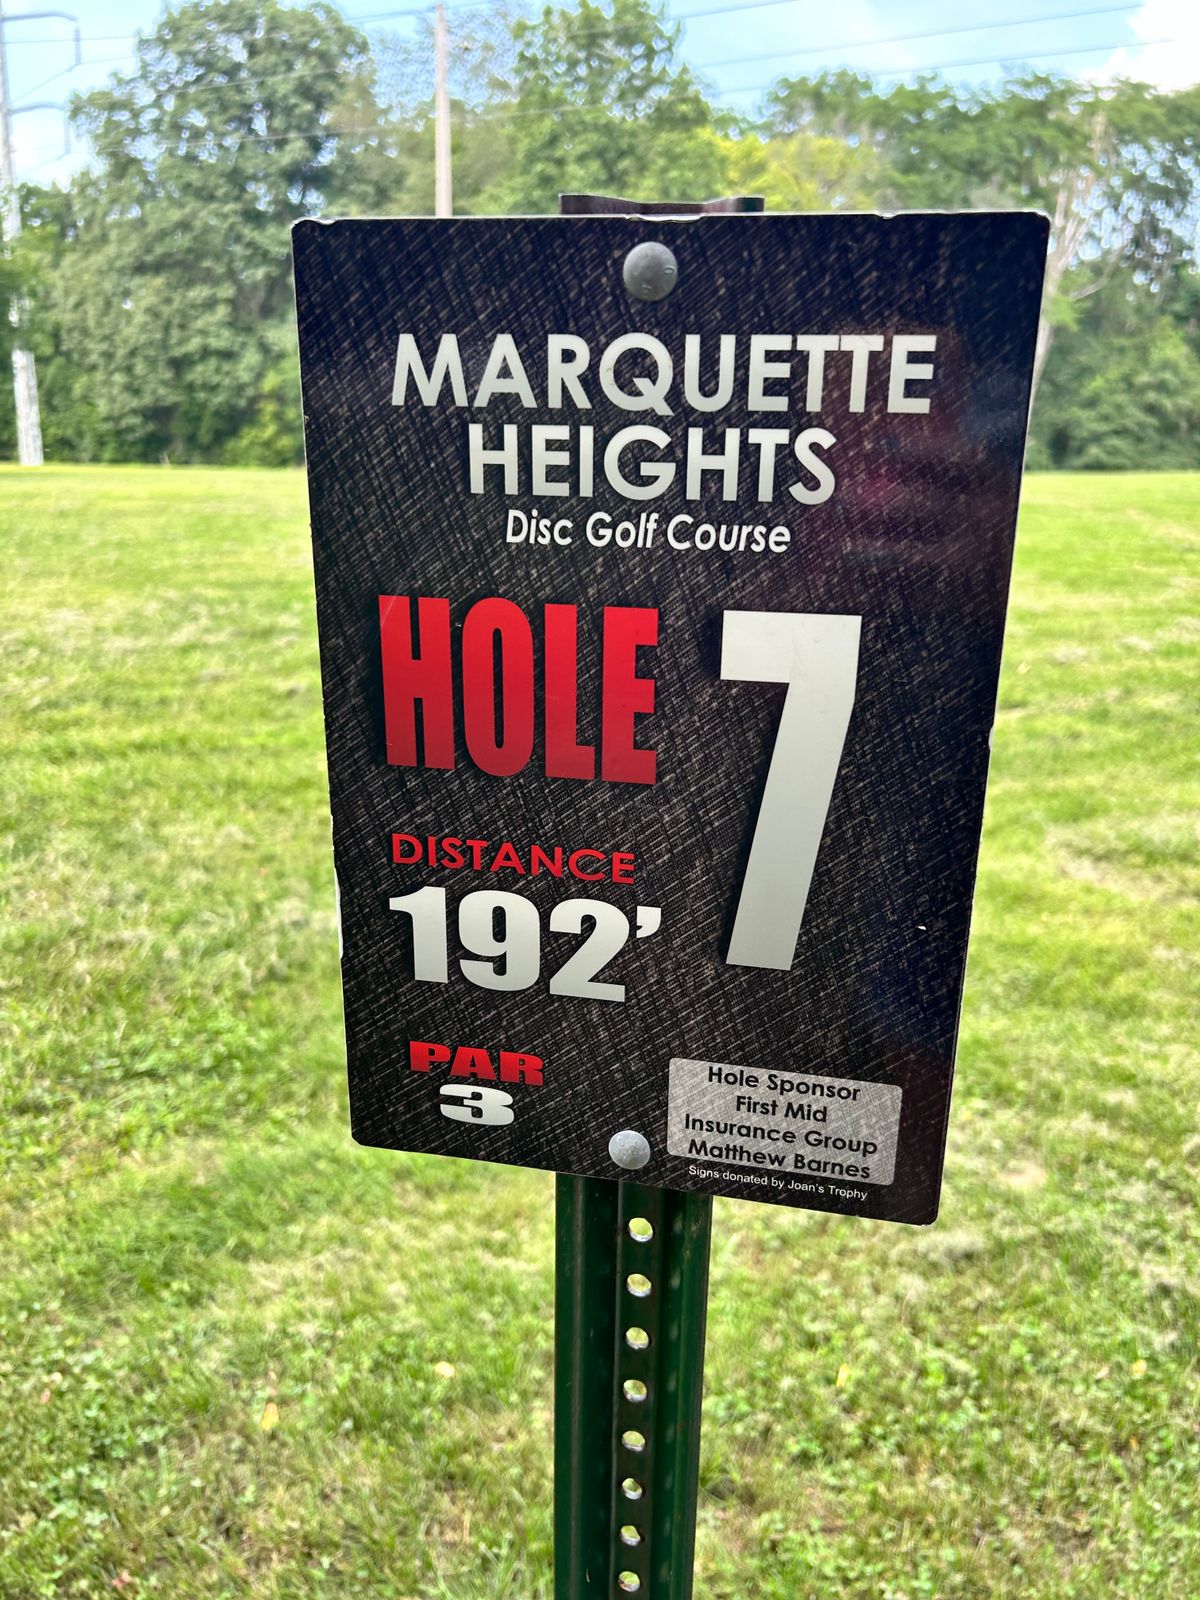 MARQUETTE
HEIGHTS
Disc Golf Course
HOLE 7
DISTANCE
192'
PAR
3
Hole Sponsor
First Mid
Insurance Group
Matthew Barnes
Signs donated by Joan's Trophy